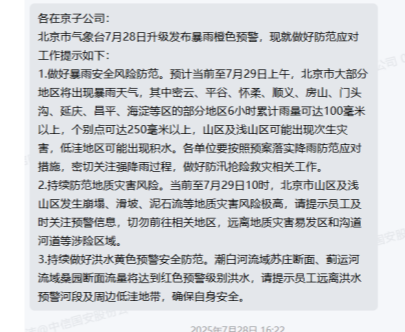 各在京子公司：
北京市气象台7月28日升级发布暴雨橙色预警，现就做好防范应对
工作提示如下：
1.做好暴雨安全风险防范。预计当前至7月29日上午，北京市大部分
地区将出现暴雨天气，其中密云、平谷、怀柔、顺义、房山、门头
沟、延庆、昌平、海淀等区的部分地区6小时累计雨量可达100毫米
以上，个别点可达250毫米以上，山区及浅山区可能出现次生灾
害，低洼地区可能出现积水。各单位要按照预案落实降雨防范应对
措施，密切关注强降雨过程，做好防汛抢险救灾相关工作。
2.持续防范地质灾害风险。当前至7月29日10时，北京市山区及浅
山区发生崩塌、滑坡、泥石流等地质灾害风险极高，请提示员工及
时关注预警信息，切勿前往相关地区，远离地质灾害易发区和沟道
河道等涉险区域。
3.持续做好洪水黄色预警安全防范。潮白河流域苏庄断面、蓟运河
流域桑园断面流量将达到红色预警级别洪水，请提示员工远离洪水
预警河段及周边低洼地带，确保自身安全。
2025年7月28日 16:22